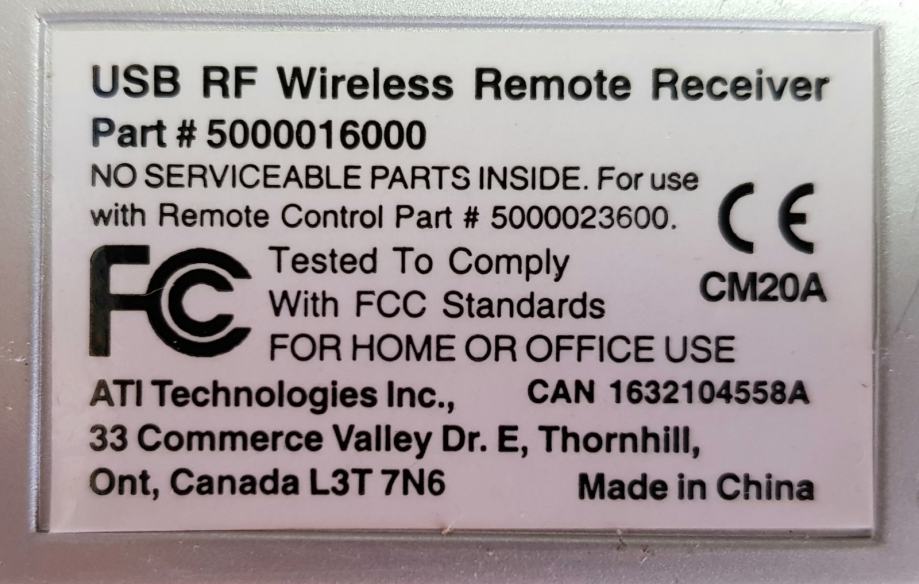 USB RF Wireless Remote Receiver
Part # 5000016000
NO SERVICEABLE PARTS INSIDE. For use
with Remote Control Part # 5000023600.
CE
CM20A
FC
Tested To Comply
With FCC Standards
FOR HOME OR OFFICE USE
ATI Technologies Inc., CAN 1632104558A
33 Commerce Valley Dr. E, Thornhill,
Ont, Canada L3T 7N6 Made in China